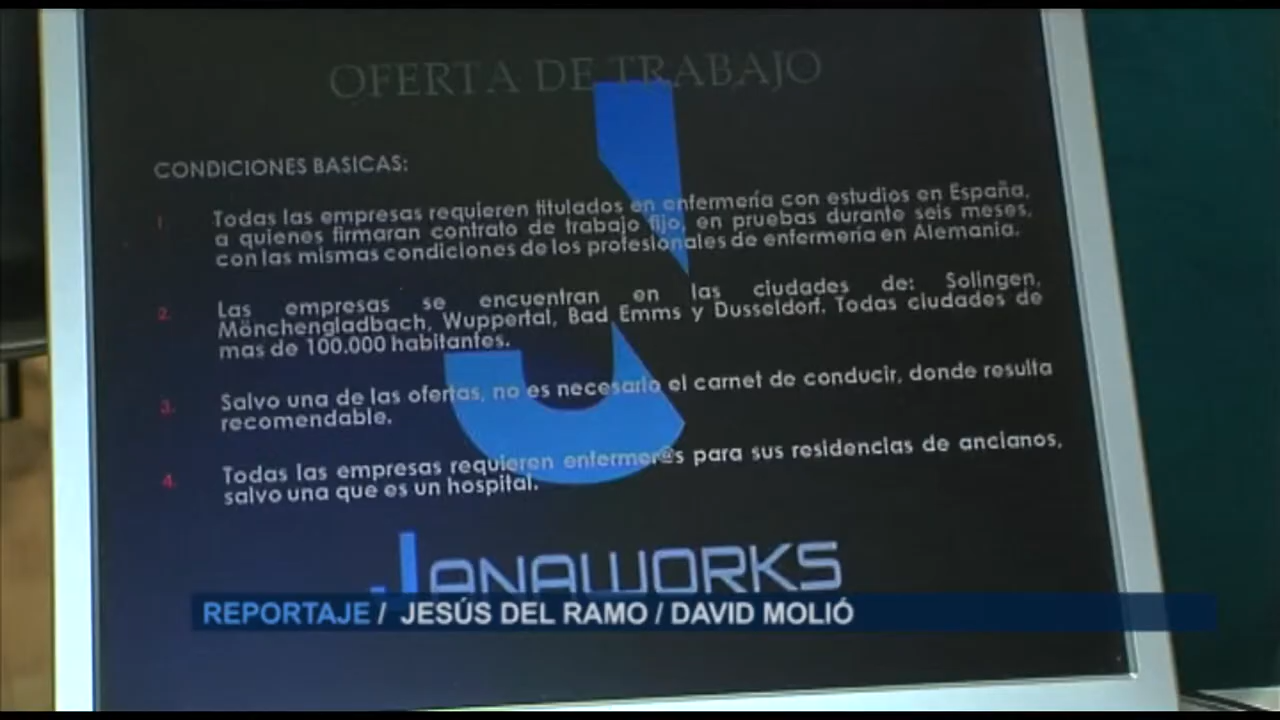 OFERTA DE TRABAJO
CONDICIONES BASICAS:
1. Todas las empresas requieren titulados en enfermería con estudios en España,
a quienes firmaran contrato de trabajo fijo, en pruebas durante seis meses,
con las mismas condiciones de los profesionales de enfermería en Alemania.
2. Las empresas se encuentran en las ciudades de: Solingen,
Mönchengladbach, Wuppertal, Bad Emms y Dusseldorf. Todas ciudades de
mas de 100.000 habitantes.
3. Salvo una de las ofertas, no es necesario el carnet de conducir, donde resulta
recomendable.
4. Todas las empresas requieren enfermer@s para sus residencias de ancianos,
salvo una que es un hospital.
JANAWORKS
REPORTAJE / JESÚS DEL RAMO / DAVID MOLIÓ